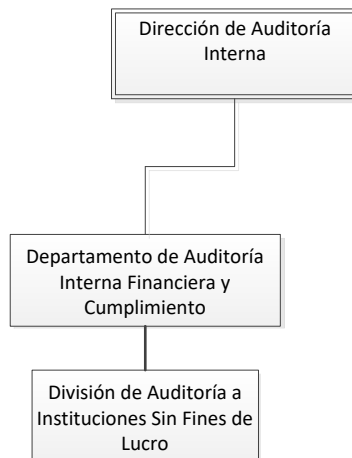 Dirección de Auditoría
Interna
Departamento de Auditoría
Interna Financiera y
Cumplimiento
División de Auditoría a
Instituciones Sin Fines de
Lucro